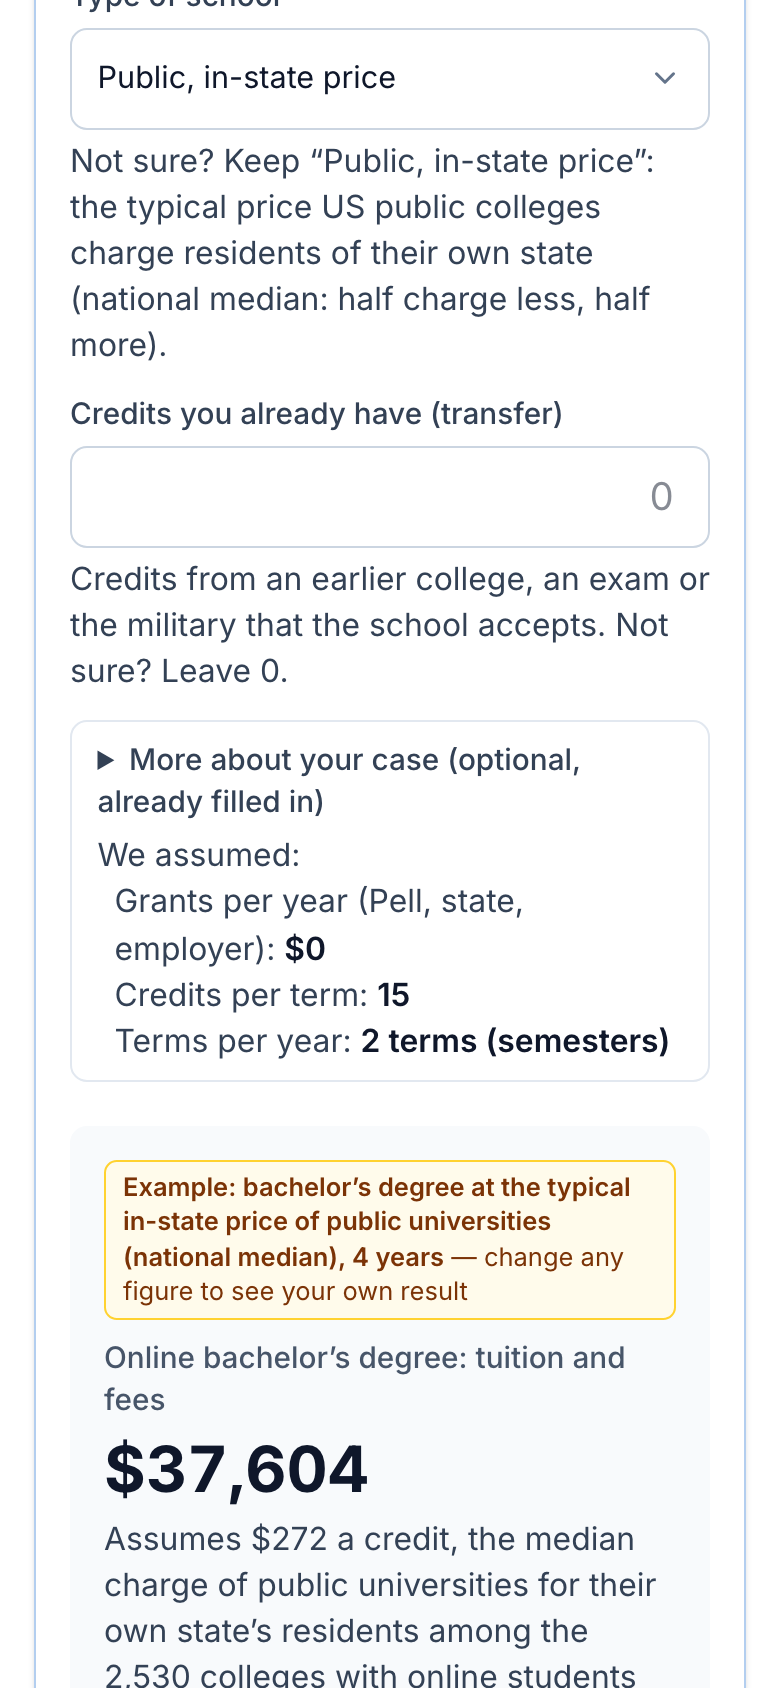 Type of school
Public, in-state price
Not sure? Keep “Public, in-state price”:
the typical price US public colleges
charge residents of their own state
(national median: half charge less, half
more).
Credits you already have (transfer)
0
Credits from an earlier college, an exam or
the military that the school accepts. Not
sure? Leave 0.
▶ More about your case (optional,
already filled in)
We assumed:
Grants per year (Pell, state,
employer): $0
Credits per term: 15
Terms per year: 2 terms (semesters)
Example: bachelor’s degree at the typical
in-state price of public universities
(national median), 4 years — change any
figure to see your own result
Online bachelor’s degree: tuition and
fees
$37,604
Assumes $272 a credit, the median
charge of public universities for their
own state’s residents among the
2,530 colleges with online students